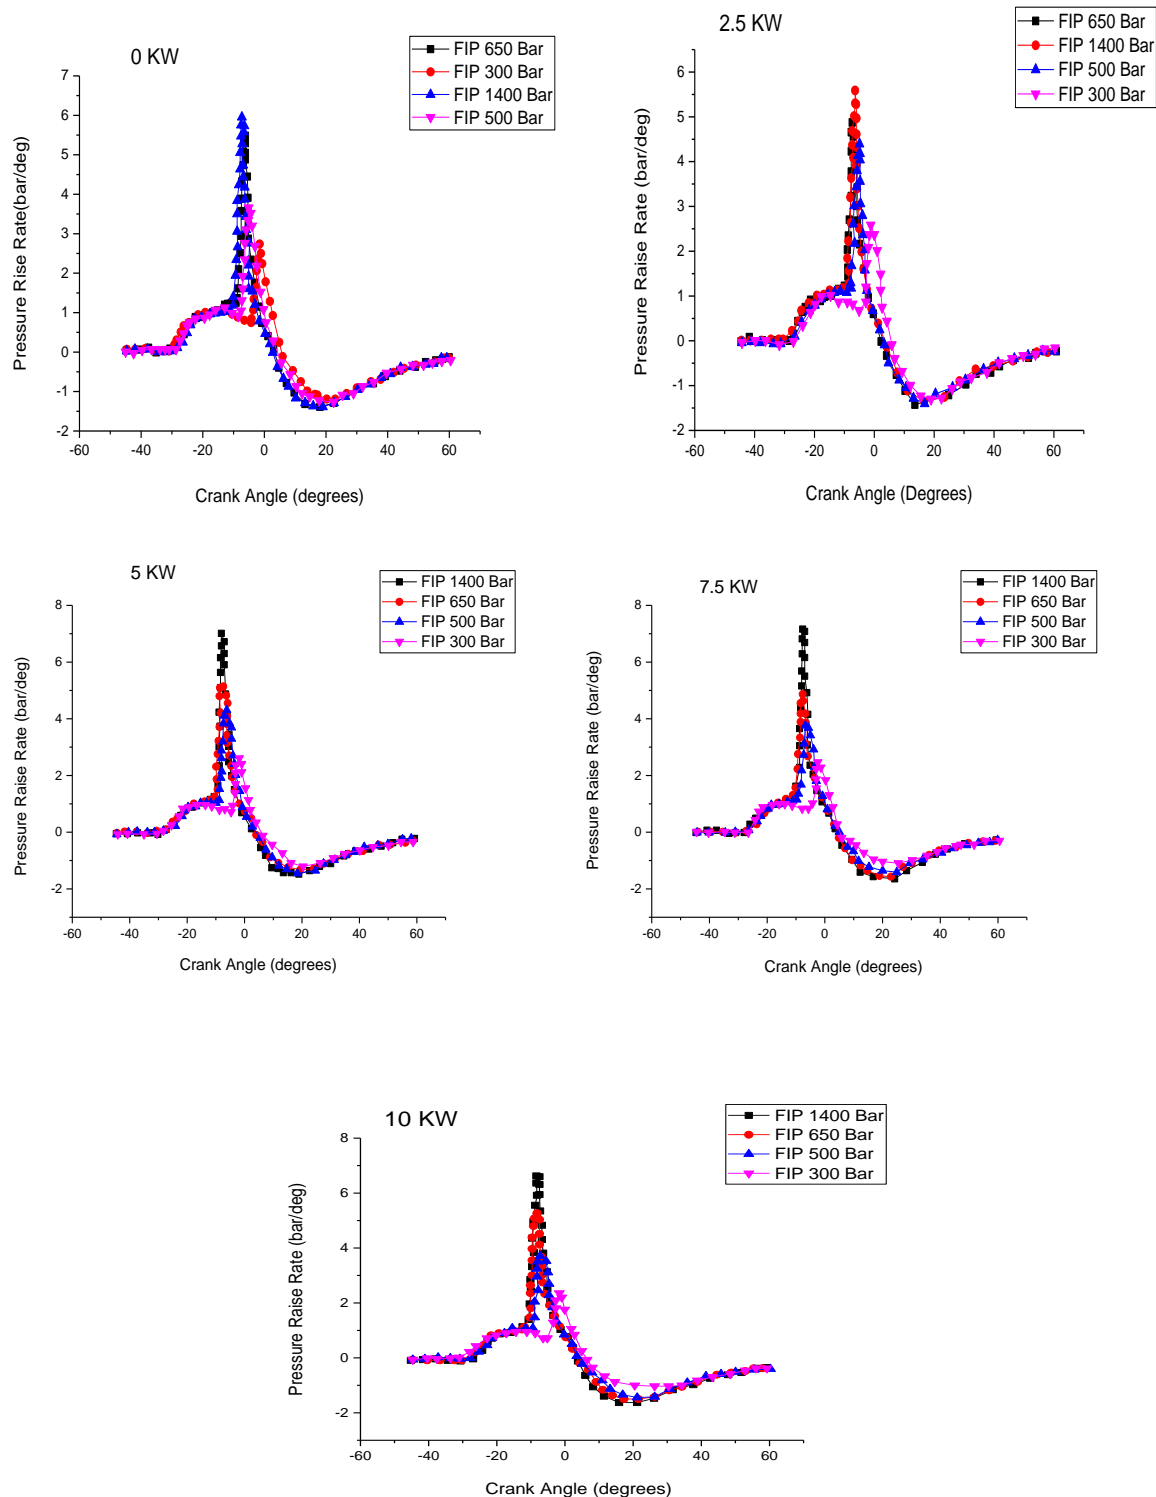 0 KW
FIP 650 Bar
FIP 300 Bar
FIP 1400 Bar
FIP 500 Bar
Pressure Rise Rate(bar/deg)
7
6
5
4
3
2
1
0
-1
-2
-60 -40 -20 0 20 40 60
Crank Angle (degrees)
2.5 KW
FIP 650 Bar
FIP 1400 Bar
FIP 500 Bar
FIP 300 Bar
Pressure Raise Rate (bar/deg)
6
5
4
3
2
1
0
-1
-2
-60 -40 -20 0 20 40 60
Crank Angle (Degrees)
5 KW
FIP 1400 Bar
FIP 650 Bar
FIP 500 Bar
FIP 300 Bar
Pressure Raise Rate (bar/deg)
8
6
4
2
0
-2
-60 -40 -20 0 20 40 60
Crank Angle (degrees)
7.5 KW
FIP 1400 Bar
FIP 650 Bar
FIP 500 Bar
FIP 300 Bar
Pressure Raise Rate (bar/deg)
8
6
4
2
0
-2
-60 -40 -20 0 20 40 60
Crank Angle (degrees)
10 KW
FIP 1400 Bar
FIP 650 Bar
FIP 500 Bar
FIP 300 Bar
Pressure Raise Rate (bar/deg)
8
6
4
2
0
-2
-60 -40 -20 0 20 40 60
Crank Angle (degrees)